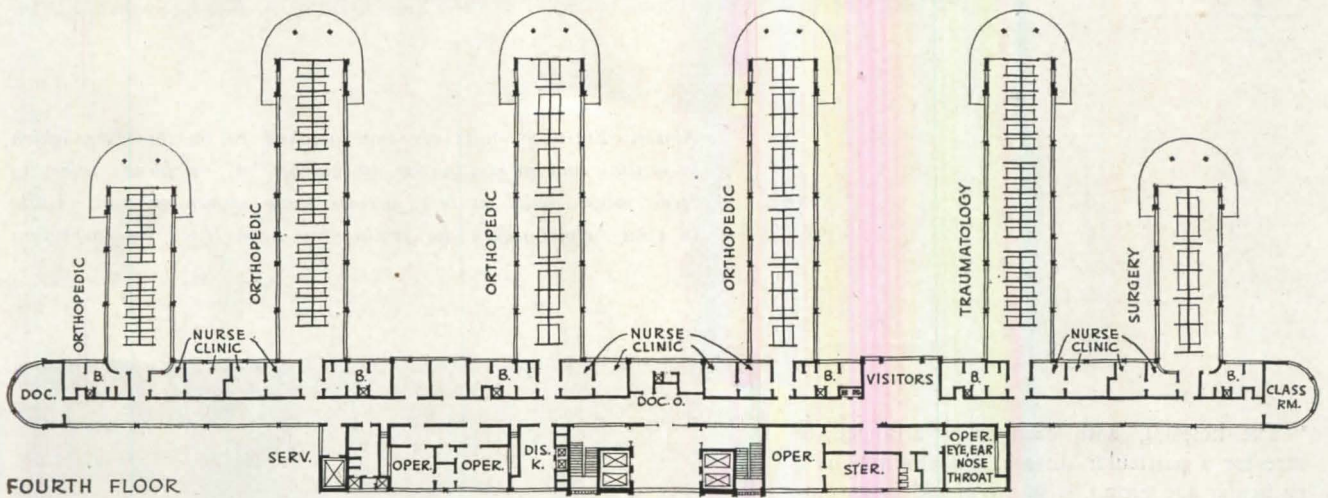 ORTHOPEDIC
ORTHOPEDIC
ORTHOPEDIC
ORTHOPEDIC
TRAUMATOLOGY
SURGERY
NURSE
CLINIC
NURSE
CLINIC
NURSE
CLINIC
DOC.
B.
B.
B.
DOC. O.
B.
VISITORS
B.
B.
CLASS
RM.
SERV.
OPER.
OPER.
DIS.
K.
OPER.
STER.
OPER.
EYE, EAR
NOSE
THROAT
FOURTH FLOOR